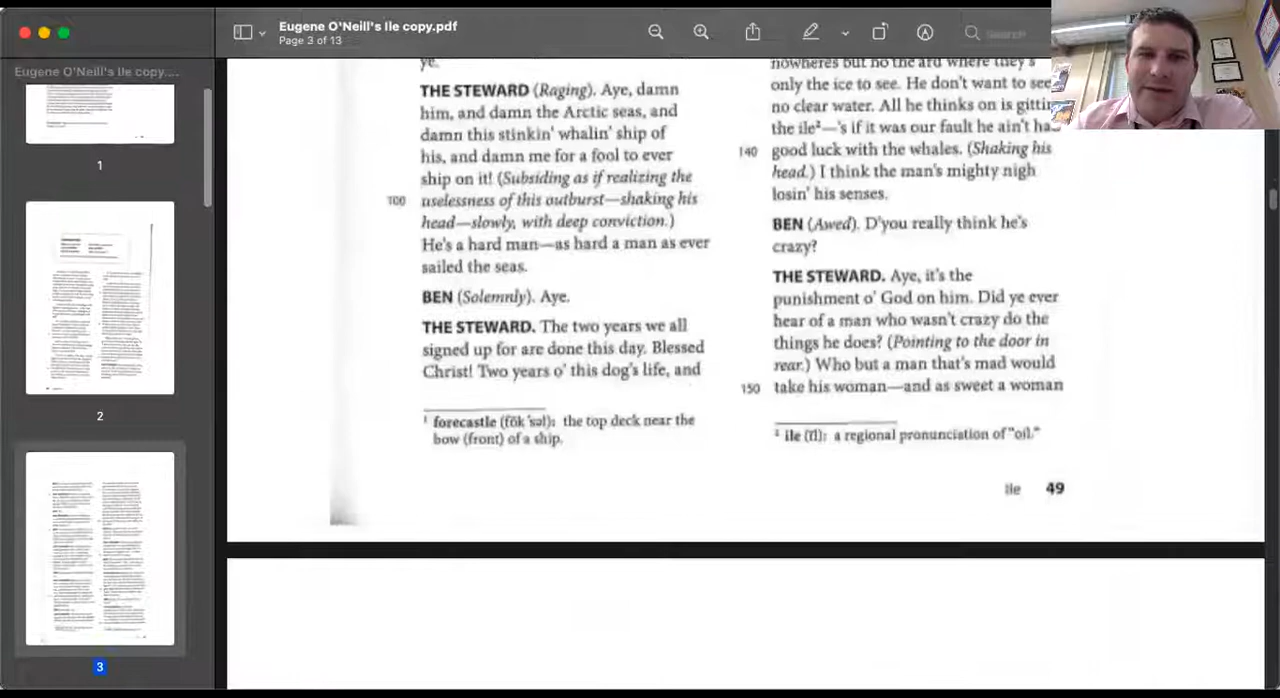 Eugene O'Neill's Ile copy.pdf
Page 3 of 13
Search
Eugene O'Neill's Ile copy....
1
2
3
ye.
THE STEWARD (Raging). Aye, damn
him, and damn the Arctic seas, and
damn this stinkin' whalin' ship of
his, and damn me for a fool to ever
ship on it! (Subsiding as if realizing the
100 uselessness of this outburst—shaking his
head—slowly, with deep conviction.)
He's a hard man—as hard a man as ever
sailed the seas.
BEN (Solemnly). Aye.
THE STEWARD. The two years we all
signed up for are done this day. Blessed
Christ! Two years o' this dog's life, and
1 forecastle (fōk´səl): the top deck near the
bow (front) of a ship.
nowheres but no the'ard where they's
only the ice to see. He don't want to see
no clear water. All he thinks on is gittin
the ile²—'s if it was our fault he ain't ha
140 good luck with the whales. (Shaking his
head.) I think the man's mighty nigh
losin' his senses.
BEN (Awed). D'you really think he's
crazy?
THE STEWARD. Aye, it's the
punishment o' God on him. Did ye ever
hear of a man who wasn't crazy do the
things he does? (Pointing to the door in
rear.) Who but a man that's mad would
150 take his woman—and as sweet a woman
2 ile (īl): a regional pronunciation of "oil."
Ile 49